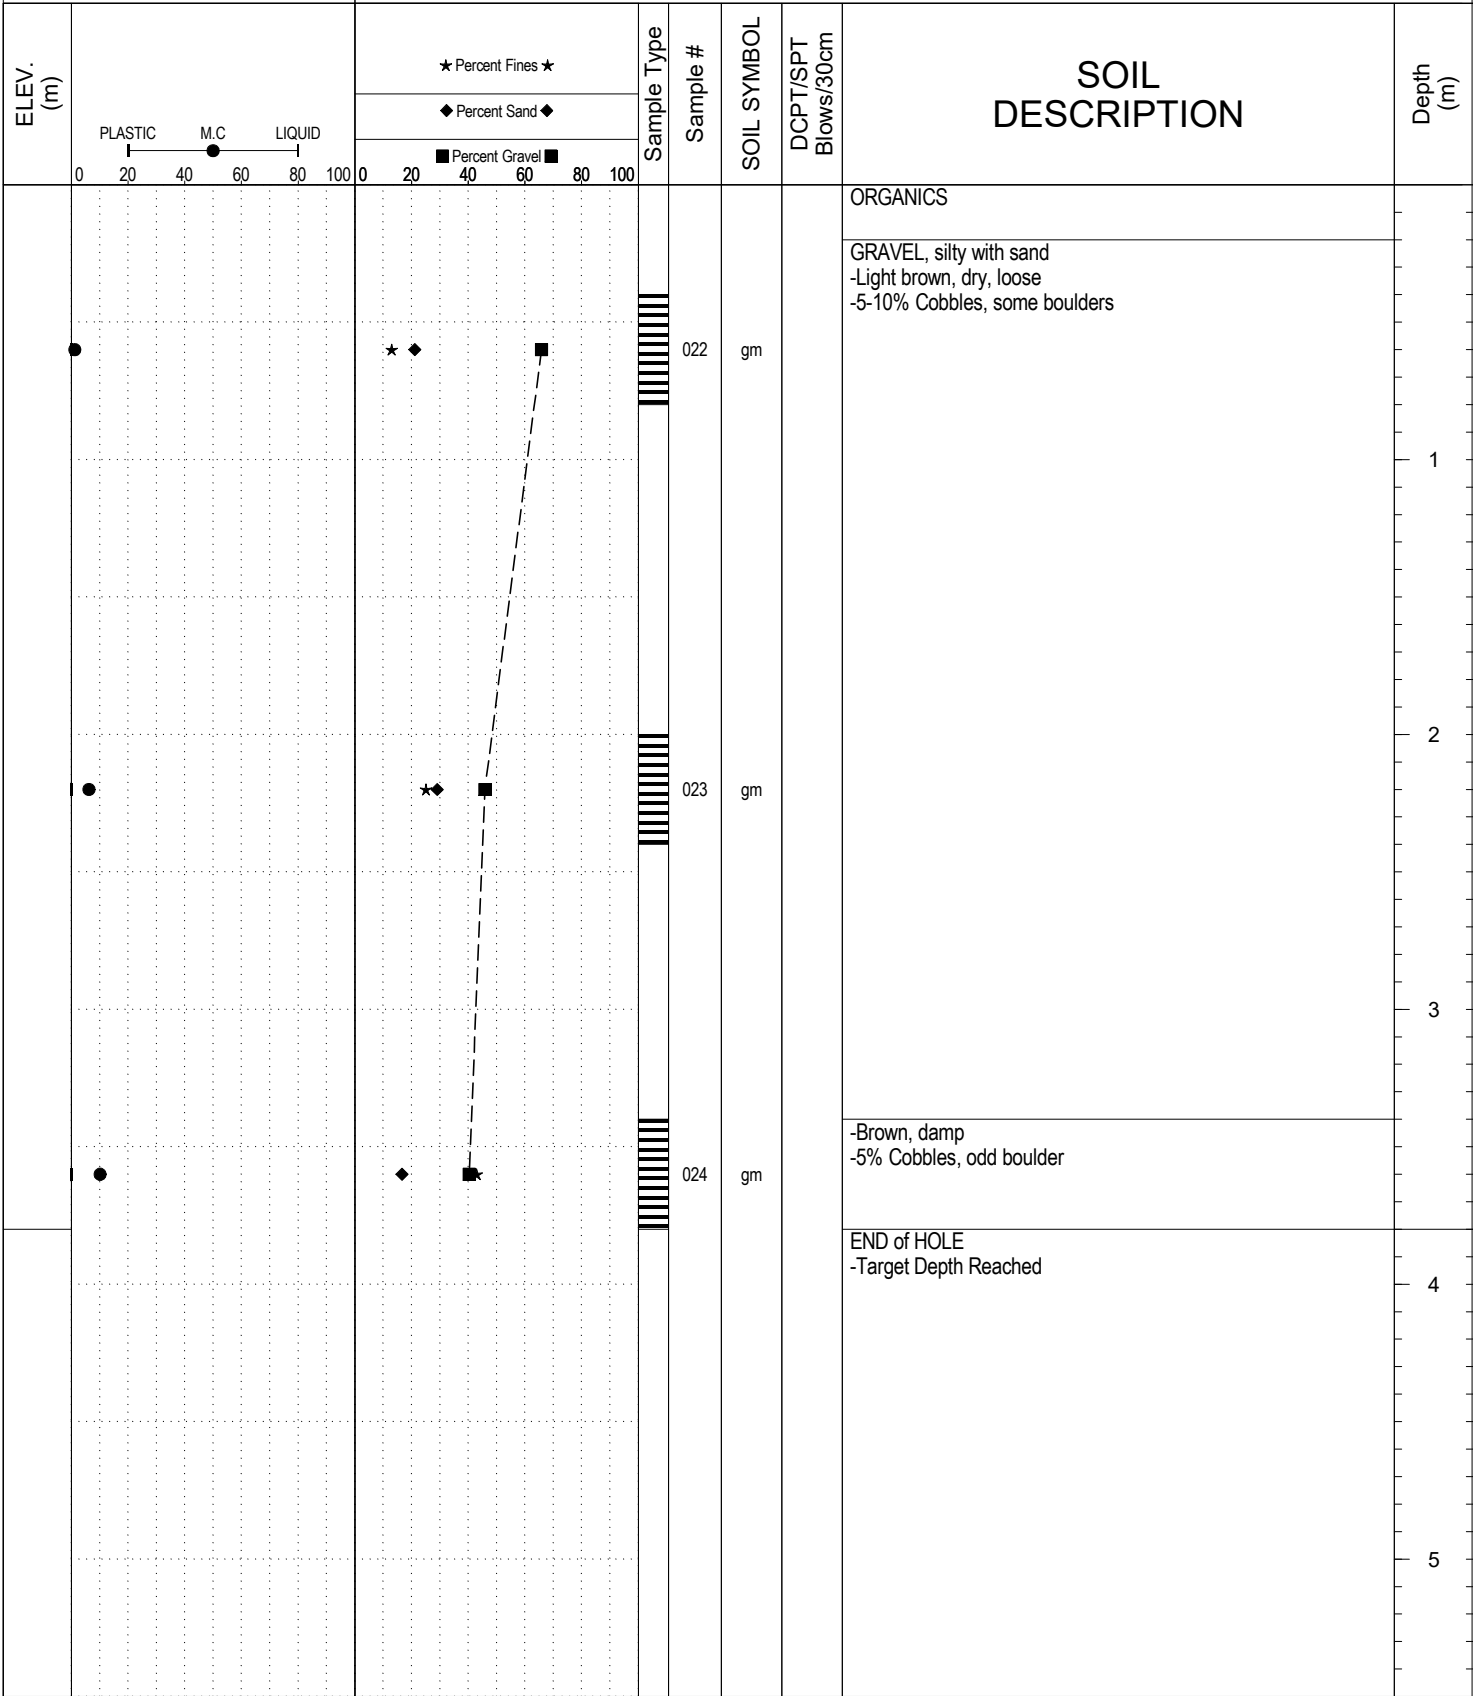 ELEV.
(m)
PLASTIC M.C LIQUID
0 20 40 60 80 100
★ Percent Fines ★
◆ Percent Sand ◆
■ Percent Gravel ■
0 20 40 60 80 100
Sample Type
Sample #
SOIL SYMBOL
DCPT/SPT
Blows/30cm
SOIL
DESCRIPTION
Depth
(m)
ORGANICS
GRAVEL, silty with sand
-Light brown, dry, loose
-5-10% Cobbles, some boulders
022 gm
1
2
023 gm
3
-Brown, damp
-5% Cobbles, odd boulder
024 gm
END of HOLE
-Target Depth Reached
4
5